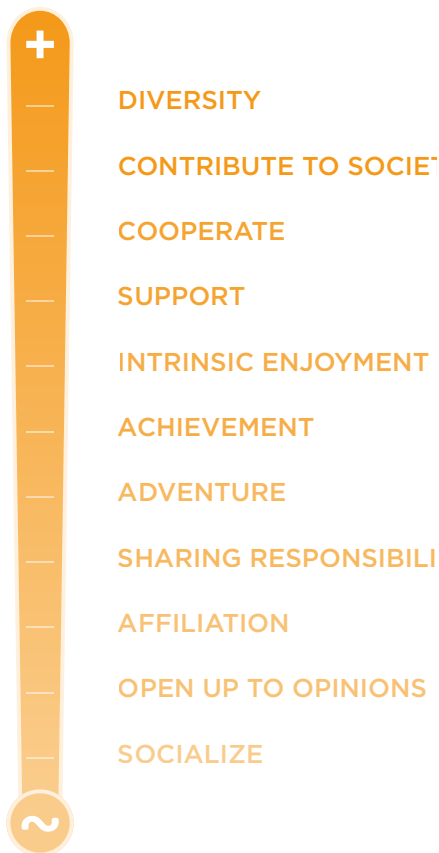 +
DIVERSITY
CONTRIBUTE TO SOCIET
COOPERATE
SUPPORT
INTRINSIC ENJOYMENT
ACHIEVEMENT
ADVENTURE
SHARING RESPONSIBILI
AFFILIATION
OPEN UP TO OPINIONS
SOCIALIZE
~